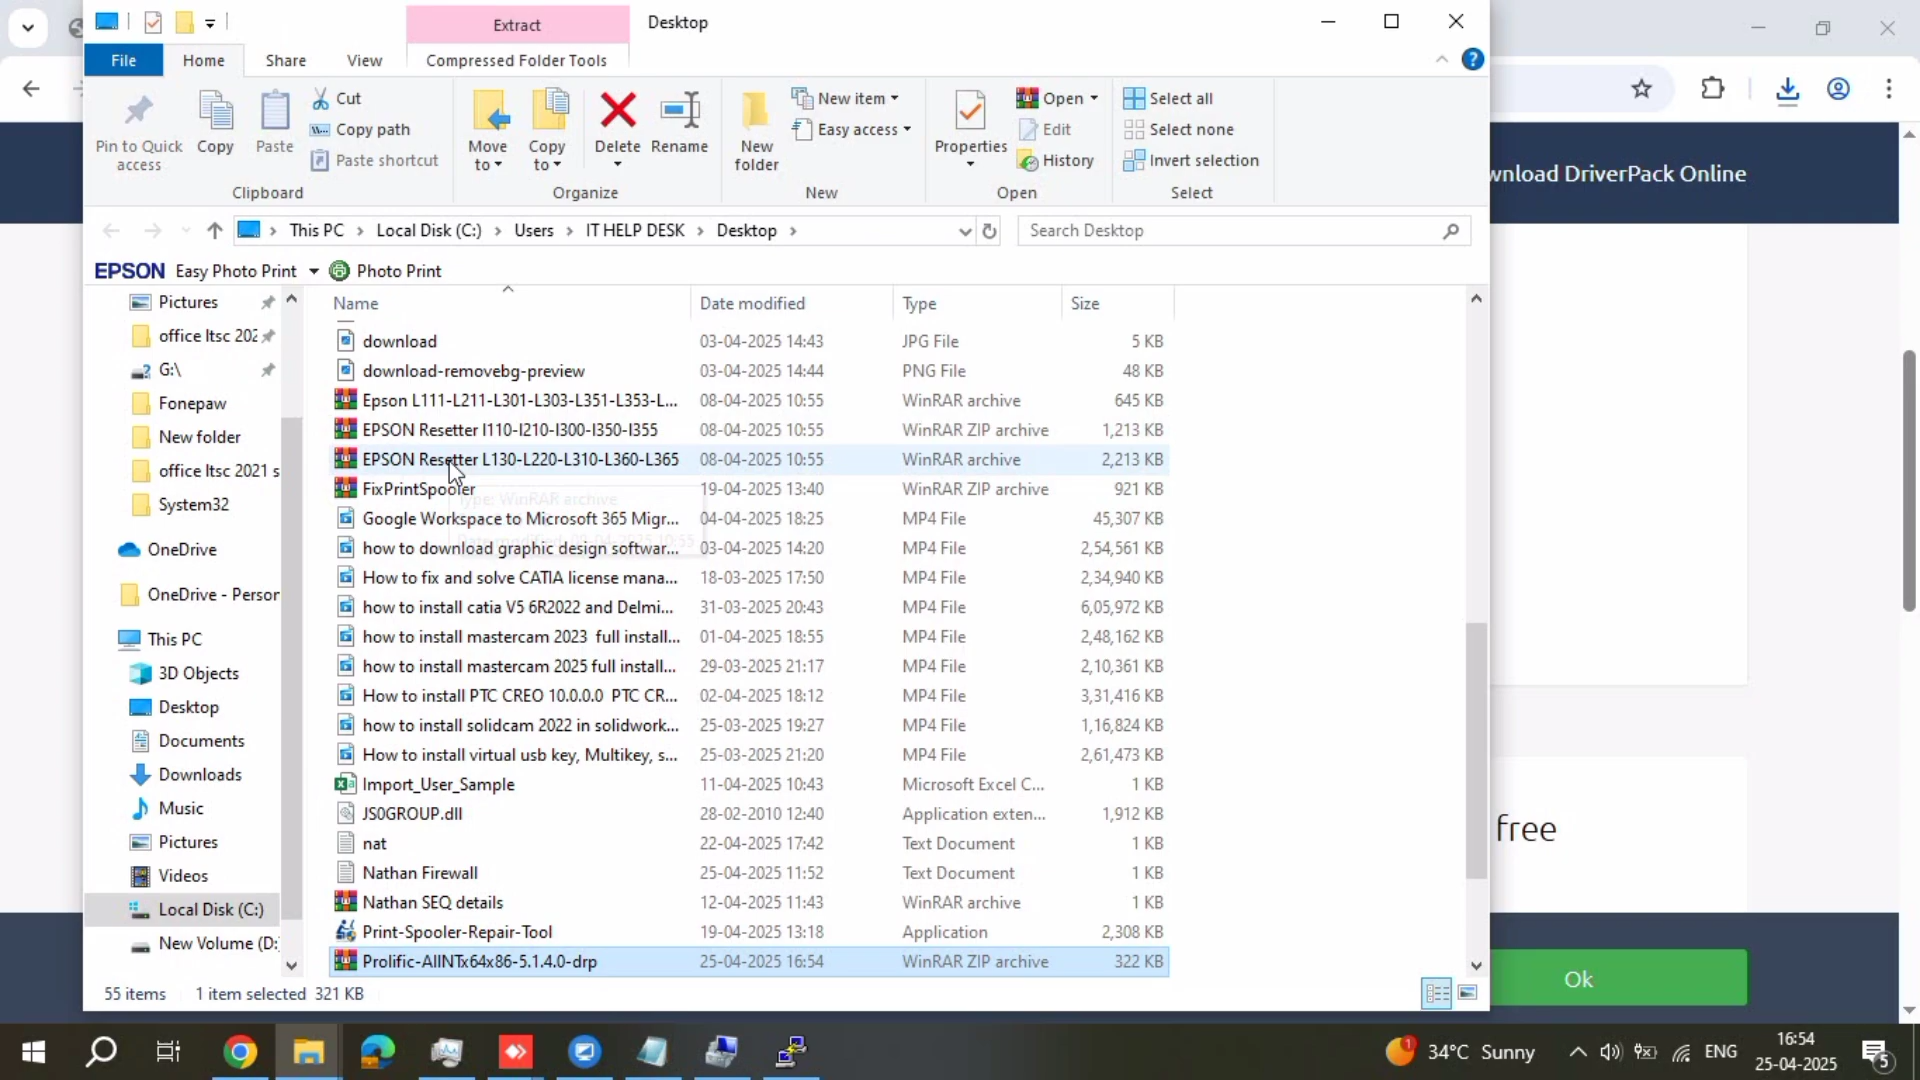 Extract
Desktop
File
Home
Share
View
Compressed Folder Tools
Pin to Quick access
Copy
Paste
Cut
Copy path
Paste shortcut
Clipboard
Move to
Copy to
Delete
Rename
Organize
New folder
New item
Easy access
New
Properties
Open
Edit
History
Open
Select all
Select none
Invert selection
Select
wnload DriverPack Online
This PC > Local Disk (C:) > Users > IT HELP DESK > Desktop >
Search Desktop
EPSON Easy Photo Print
Photo Print
Pictures
office ltsc 202
G:\
Fonepaw
New folder
office ltsc 2021 s
System32
OneDrive
OneDrive - Person
This PC
3D Objects
Desktop
Documents
Downloads
Music
Pictures
Videos
Local Disk (C:)
New Volume (D:
Name Date modified Type Size
download 03-04-2025 14:43 JPG File 5 KB
download-removebg-preview 03-04-2025 14:44 PNG File 48 KB
Epson L111-L211-L301-L303-L351-L353-L... 08-04-2025 10:55 WinRAR archive 645 KB
EPSON Resetter l110-l210-l300-l350-l355 08-04-2025 10:55 WinRAR ZIP archive 1,213 KB
EPSON Resetter L130-L220-L310-L360-L365 08-04-2025 10:55 WinRAR archive 2,213 KB
FixPrintSpooler 19-04-2025 13:40 WinRAR ZIP archive 921 KB
Type: WinRAR archive
Google Workspace to Microsoft 365 Migr... 04-04-2025 18:25 MP4 File 45,307 KB
how to download graphic design softwar... 03-04-2025 14:20 MP4 File 2,54,561 KB
How to fix and solve CATIA license mana... 18-03-2025 17:50 MP4 File 2,34,940 KB
how to install catia V5 6R2022 and Delmi... 31-03-2025 20:43 MP4 File 6,05,972 KB
how to install mastercam 2023 full install... 01-04-2025 18:55 MP4 File 2,48,162 KB
how to install mastercam 2025 full install... 29-03-2025 21:17 MP4 File 2,10,361 KB
How to install PTC CREO 10.0.0.0 PTC CR... 02-04-2025 18:12 MP4 File 3,31,416 KB
how to install solidcam 2022 in solidwork... 25-03-2025 19:27 MP4 File 1,16,824 KB
How to install virtual usb key, Multikey, s... 25-03-2025 21:20 MP4 File 2,61,473 KB
Import_User_Sample 11-04-2025 10:43 Microsoft Excel C... 1 KB
JS0GROUP.dll 28-02-2010 12:40 Application exten... 1,912 KB
nat 22-04-2025 17:42 Text Document 1 KB
Nathan Firewall 25-04-2025 11:52 Text Document 1 KB
Nathan SEQ details 12-04-2025 11:43 WinRAR archive 1 KB
Print-Spooler-Repair-Tool 19-04-2025 13:18 Application 2,308 KB
Prolific-AllNTx64x86-5.1.4.0-drp 25-04-2025 16:54 WinRAR ZIP archive 322 KB
55 items 1 item selected 321 KB
free
Ok
34°C Sunny
ENG
16:54
25-04-2025
5
1